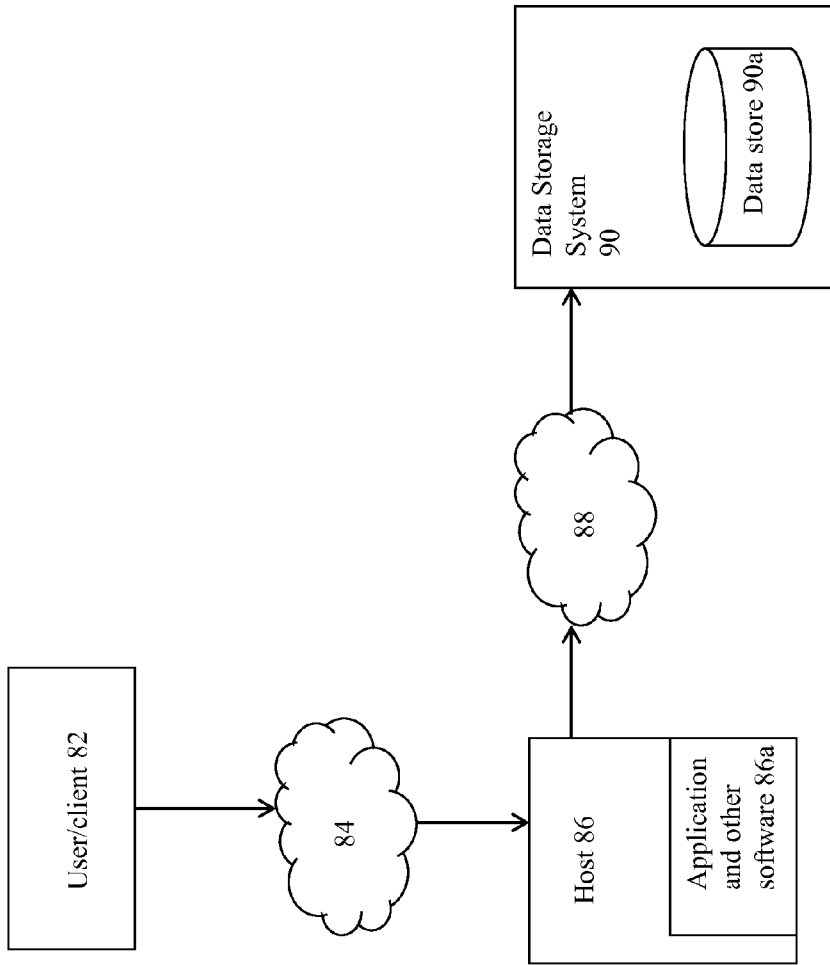 User/client 82
84
Host 86
Application
and other
software 86a
88
Data Storage
System
90
Data store 90a